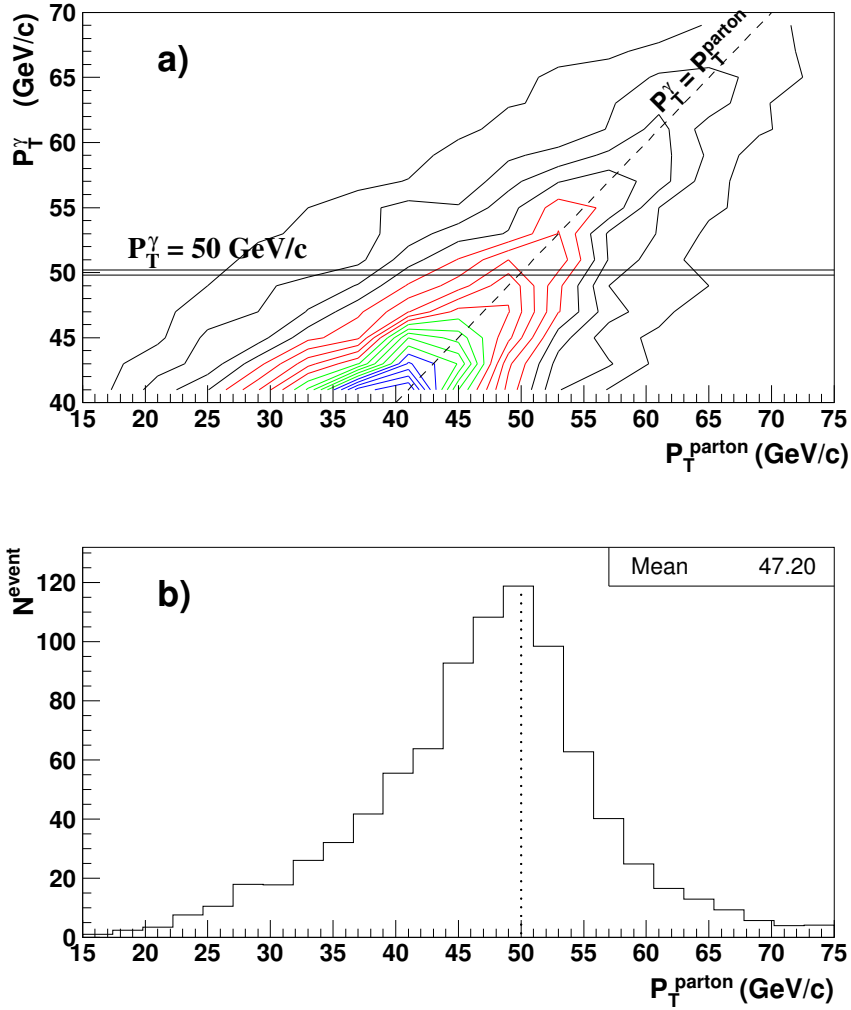 a)
P_T^γ (GeV/c)
P_T^γ = P_T^parton
P_T^γ = 50 GeV/c
70
65
60
55
50
45
40
15 20 25 30 35 40 45 50 55 60 65 70 75
P_T^parton (GeV/c)
b)
N^event
Mean 47.20
120
100
80
60
40
20
0
15 20 25 30 35 40 45 50 55 60 65 70 75
P_T^parton (GeV/c)